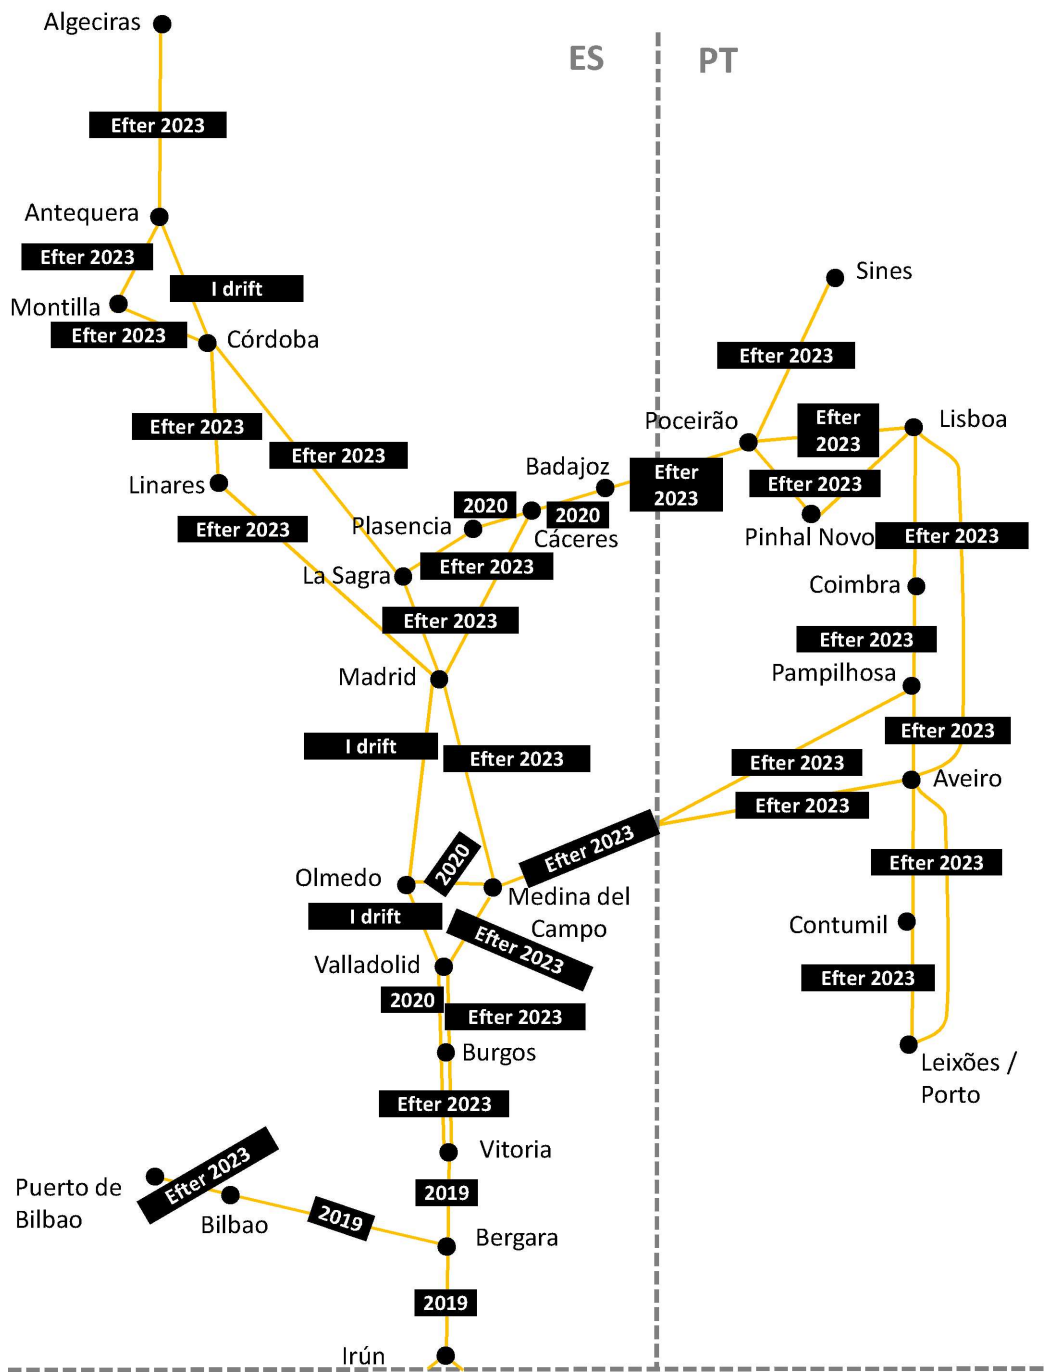 Algeciras
ES
PT
Efter 2023
Antequera
Efter 2023
I drift
Sines
Montilla
Efter 2023
Córdoba
Efter 2023
Poceirão
Efter
2023
Lisboa
Efter 2023
Efter 2023
Badajoz
Efter
2023
Efter 2023
Linares
2020
2020
Plasencia
Cáceres
Pinhal Novo
Efter 2023
Efter 2023
Efter 2023
La Sagra
Coimbra
Efter 2023
Efter 2023
Madrid
Pampilhosa
I drift
Efter 2023
Efter 2023
Efter 2023
Aveiro
Efter 2023
Efter 2023
2020
Efter 2023
Olmedo
Medina del
Campo
I drift
Efter 2023
Contumil
Valladolid
Efter 2023
2020
Efter 2023
Burgos
Leixões /
Porto
Efter 2023
Vitoria
Efter 2023
Puerto de
Bilbao
2019
Bilbao
2019
Bergara
2019
Irún